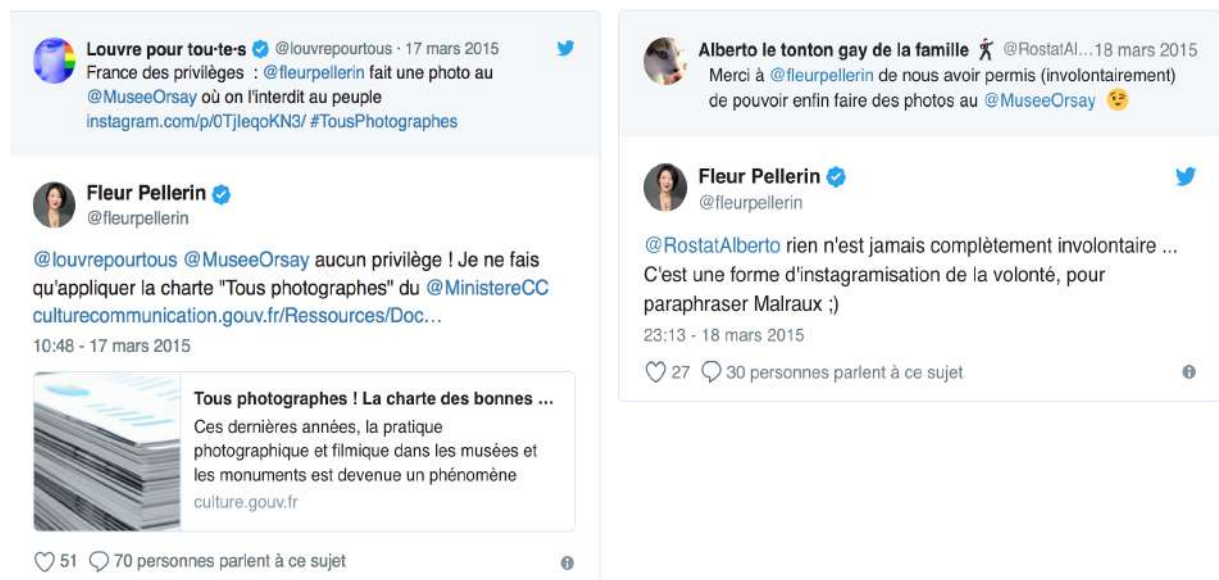 Louvre pour tou·te·s @louvrepourtous · 17 mars 2015
France des privilèges : @fleurpellerin fait une photo au
@MuseeOrsay où on l'interdit au peuple
instagram.com/p/0TjIeqoKN3/ #TousPhotographes
Fleur Pellerin
@fleurpellerin
@louvrepourtous @MuseeOrsay aucun privilège ! Je ne fais
qu'appliquer la charte "Tous photographes" du @MinistereCC
culturecommunication.gouv.fr/Ressources/Doc…
10:48 - 17 mars 2015
Tous photographes ! La charte des bonnes ...
Ces dernières années, la pratique
photographique et filmique dans les musées et
les monuments est devenue un phénomène
culture.gouv.fr
51 70 personnes parlent à ce sujet
Alberto le tonton gay de la famille @RostatAl... 18 mars 2015
Merci à @fleurpellerin de nous avoir permis (involontairement)
de pouvoir enfin faire des photos au @MuseeOrsay 😉
Fleur Pellerin
@fleurpellerin
@RostatAlberto rien n'est jamais complètement involontaire ...
C'est une forme d'instagramisation de la volonté, pour
paraphraser Malraux ;)
23:13 - 18 mars 2015
27 30 personnes parlent à ce sujet